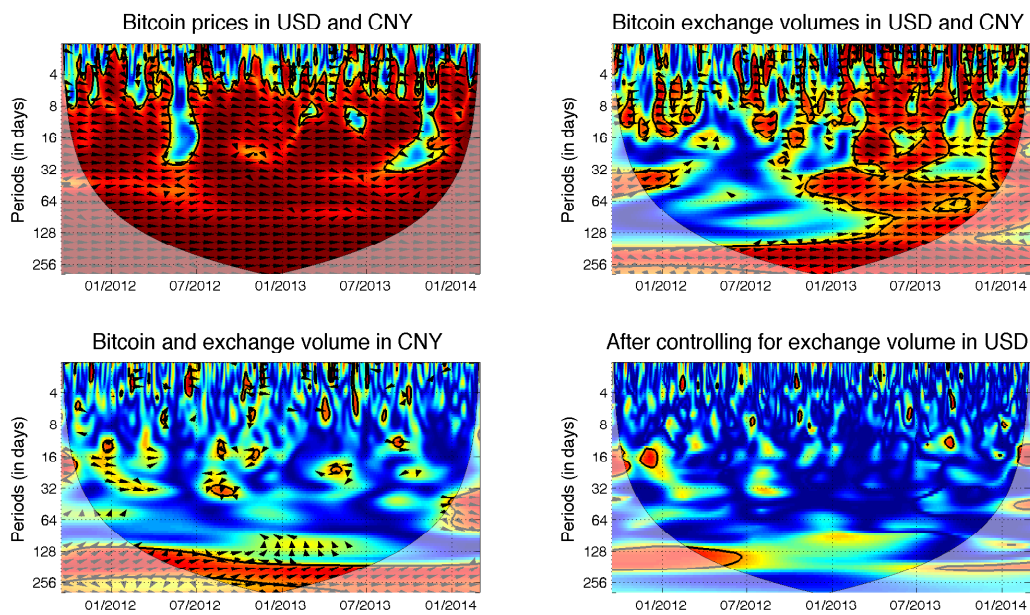 Bitcoin prices in USD and CNY
Periods (in days)
4
8
16
32
64
128
256
01/2012 07/2012 01/2013 07/2013 01/2014
Bitcoin exchange volumes in USD and CNY
Periods (in days)
4
8
16
32
64
128
256
01/2012 07/2012 01/2013 07/2013 01/2014
Bitcoin and exchange volume in CNY
Periods (in days)
4
8
16
32
64
128
256
01/2012 07/2012 01/2013 07/2013 01/2014
After controlling for exchange volume in USD
Periods (in days)
4
8
16
32
64
128
256
01/2012 07/2012 01/2013 07/2013 01/2014